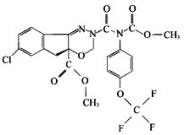 O O
N N C N C O CH₃
Cl O
C O
O O
CH₃ O
C F
F F